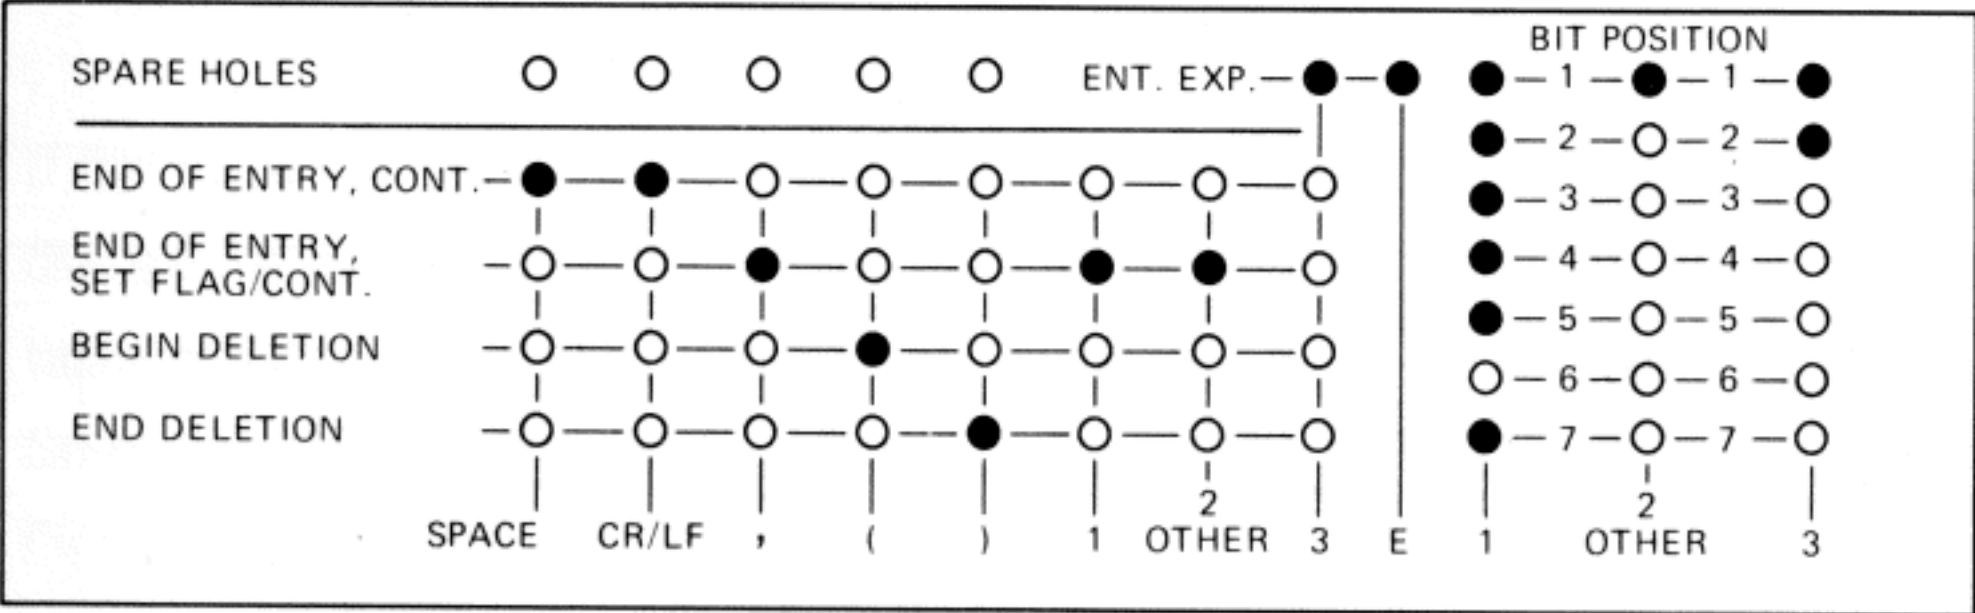 BIT POSITION
SPARE HOLES ENT. EXP. 1 1
2 2
END OF ENTRY, CONT. 3 3
END OF ENTRY,
SET FLAG/CONT. 4 4
5 5
BEGIN DELETION
6 6
END DELETION 7 7
2 2
SPACE CR/LF , ( ) 1 OTHER 3 E 1 OTHER 3